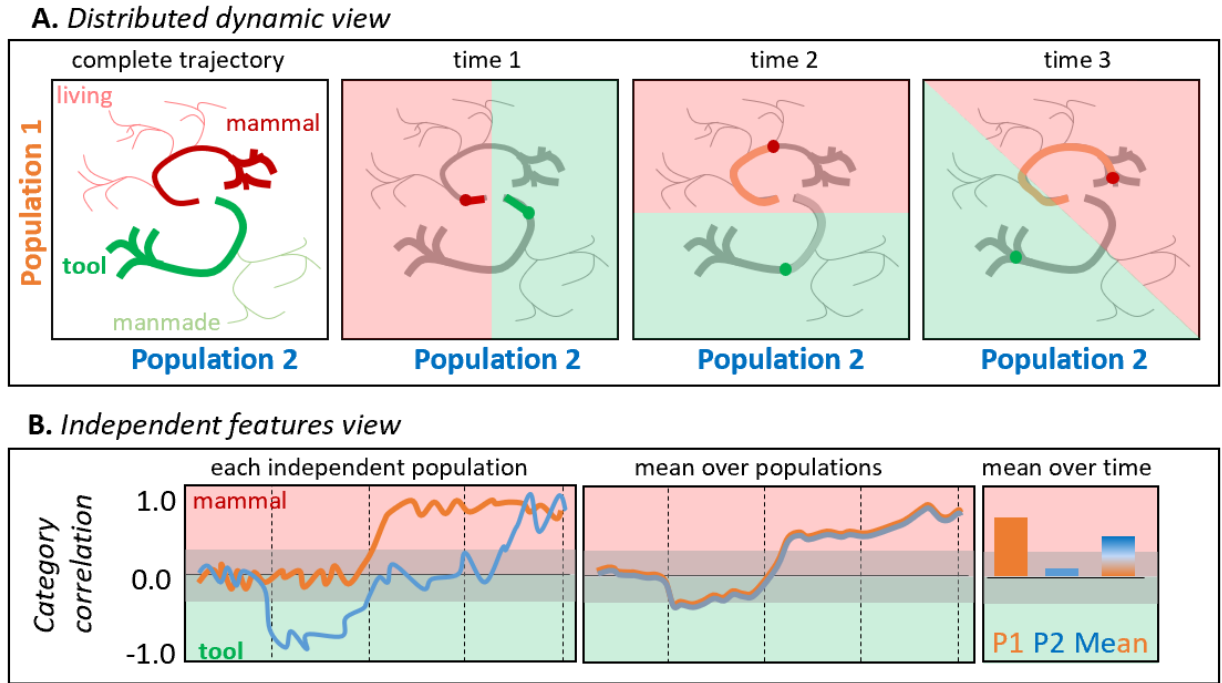 A. Distributed dynamic view
complete trajectory
time 1
time 2
time 3
living
mammal
Population 1
tool
manmade
Population 2
Population 2
Population 2
Population 2
B. Independent features view
each independent population
mean over populations
mean over time
Category
correlation
1.0
0.0
-1.0
mammal
tool
P1 P2 Mean